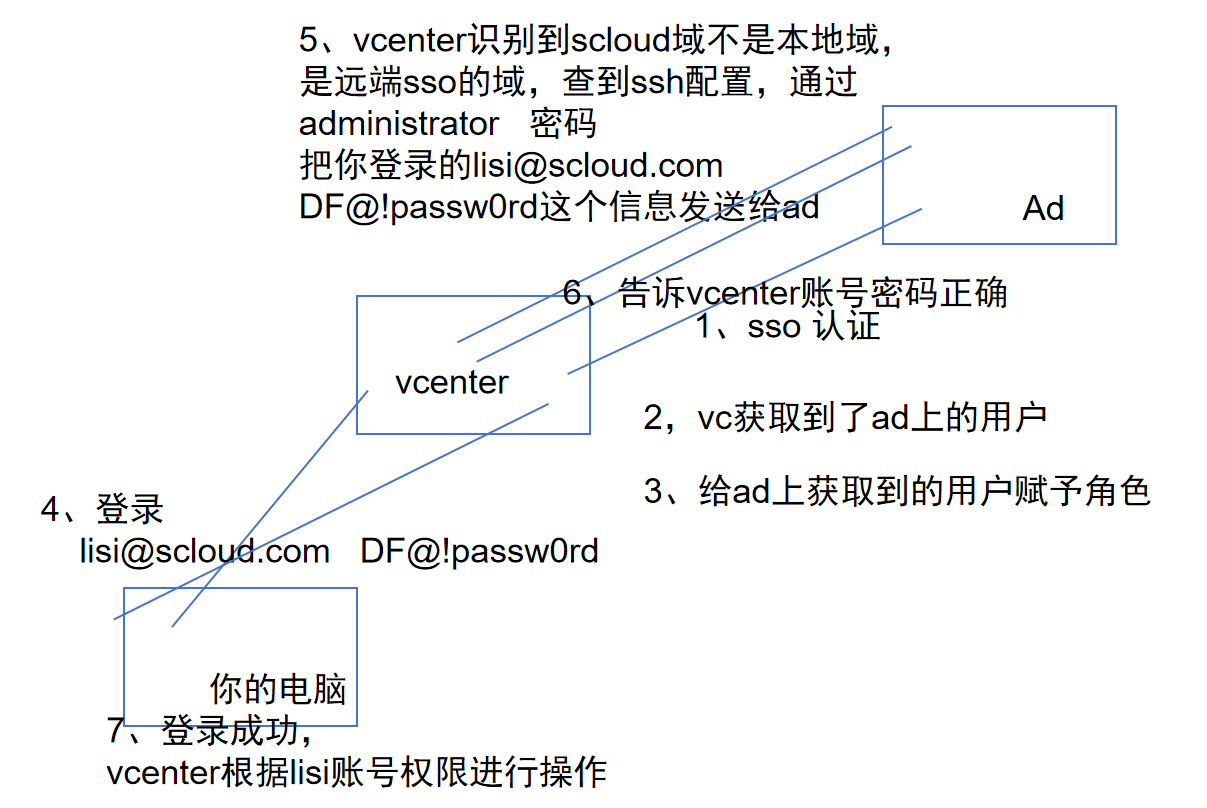 5、vcenter识别到scloud域不是本地域，
是远端sso的域，查到ssh配置，通过
administrator 密码
把你登录的lisi@scloud.com
DF@!passw0rd这个信息发送给ad
Ad
6、告诉vcenter账号密码正确
1、sso 认证
vcenter
2，vc获取到了ad上的用户
3、给ad上获取到的用户赋予角色
4、登录
lisi@scloud.com DF@!passw0rd
你的电脑
7、登录成功，
vcenter根据lisi账号权限进行操作